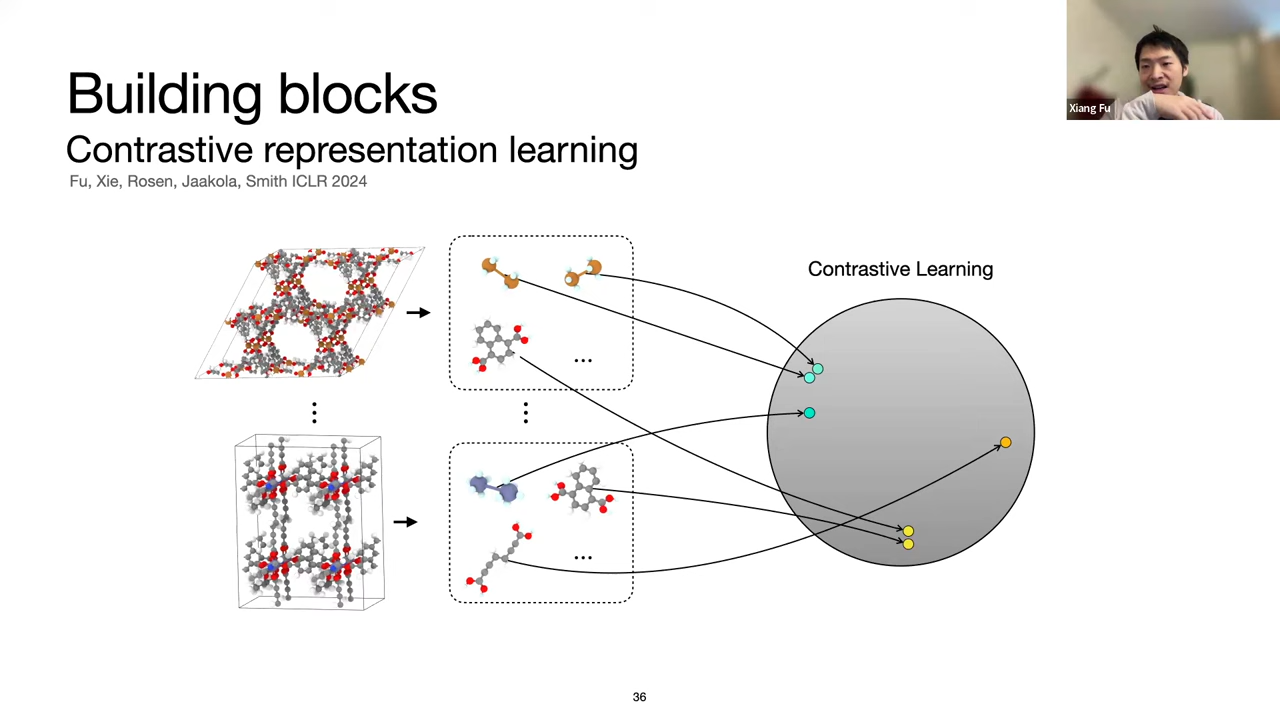 Building blocks
Contrastive representation learning
Fu, Xie, Rosen, Jaakola, Smith ICLR 2024
Xiang Fu
Contrastive Learning
...
...
36